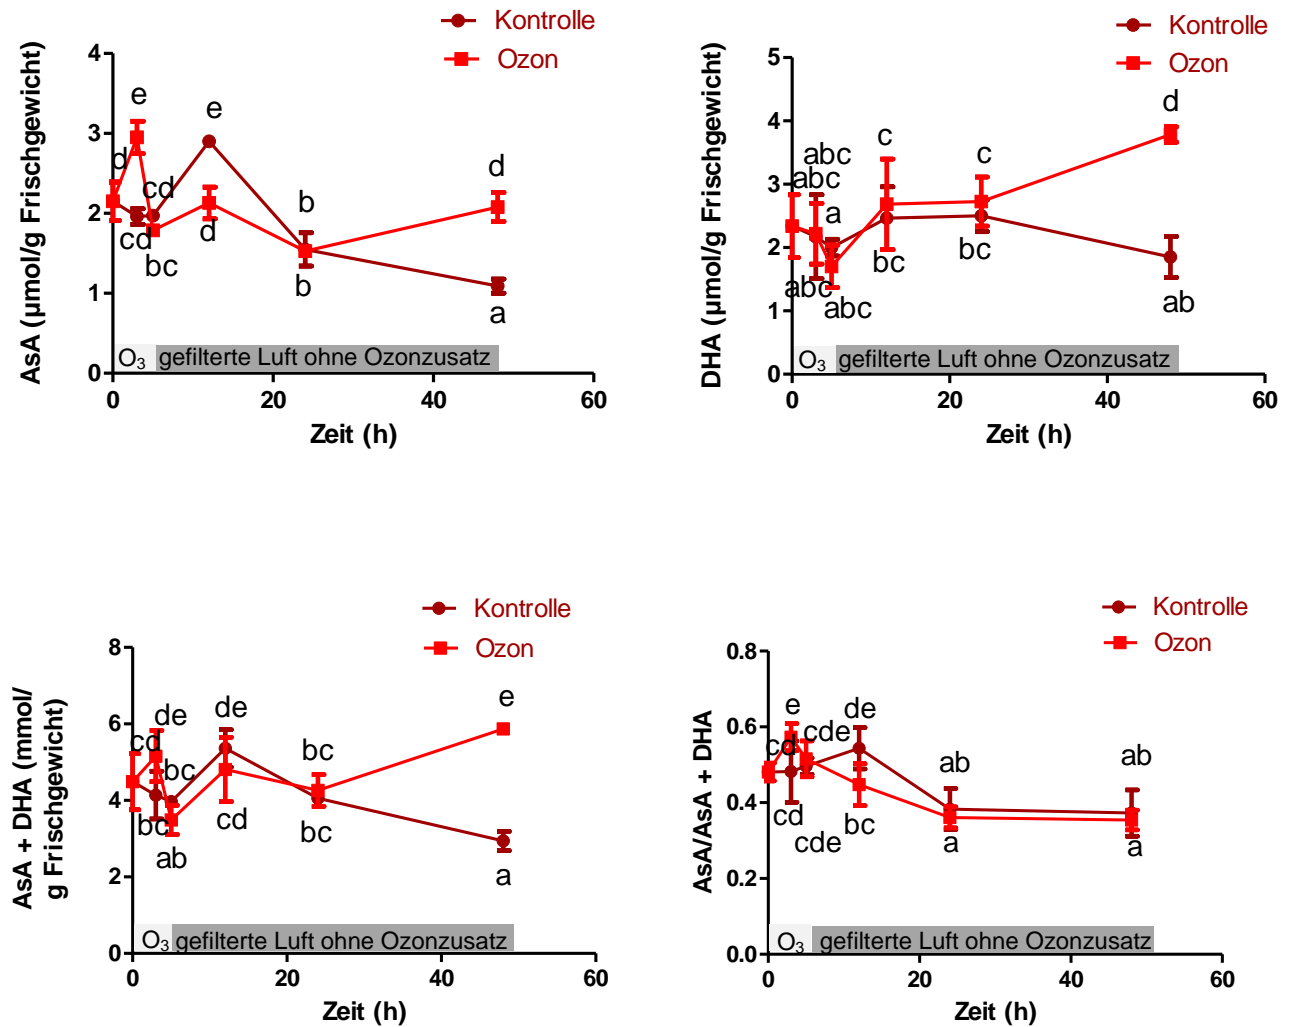 Kontrolle
Ozon
AsA (µmol/g Frischgewicht)
4
3
2
1
0
d
e
cd
cd
bc
e
d
b
b
d
a
O3 gefilterte Luft ohne Ozonzusatz
0 20 40 60
Zeit (h)
Kontrolle
Ozon
DHA (µmol/g Frischgewicht)
5
4
3
2
1
0
abc
abc
a
abc
abc
c
bc
c
bc
d
ab
O3 gefilterte Luft ohne Ozonzusatz
0 20 40 60
Zeit (h)
Kontrolle
Ozon
AsA + DHA (mmol/
g Frischgewicht)
8
6
4
2
0
cd
de
bc
bc
ab
de
cd
bc
bc
e
a
O3 gefilterte Luft ohne Ozonzusatz
0 20 40 60
Zeit (h)
Kontrolle
Ozon
AsA/AsA + DHA
0.8
0.6
0.4
0.2
0.0
cd
e
cde
cd
cde
de
bc
ab
a
ab
a
O3 gefilterte Luft ohne Ozonzusatz
0 20 40 60
Zeit (h)